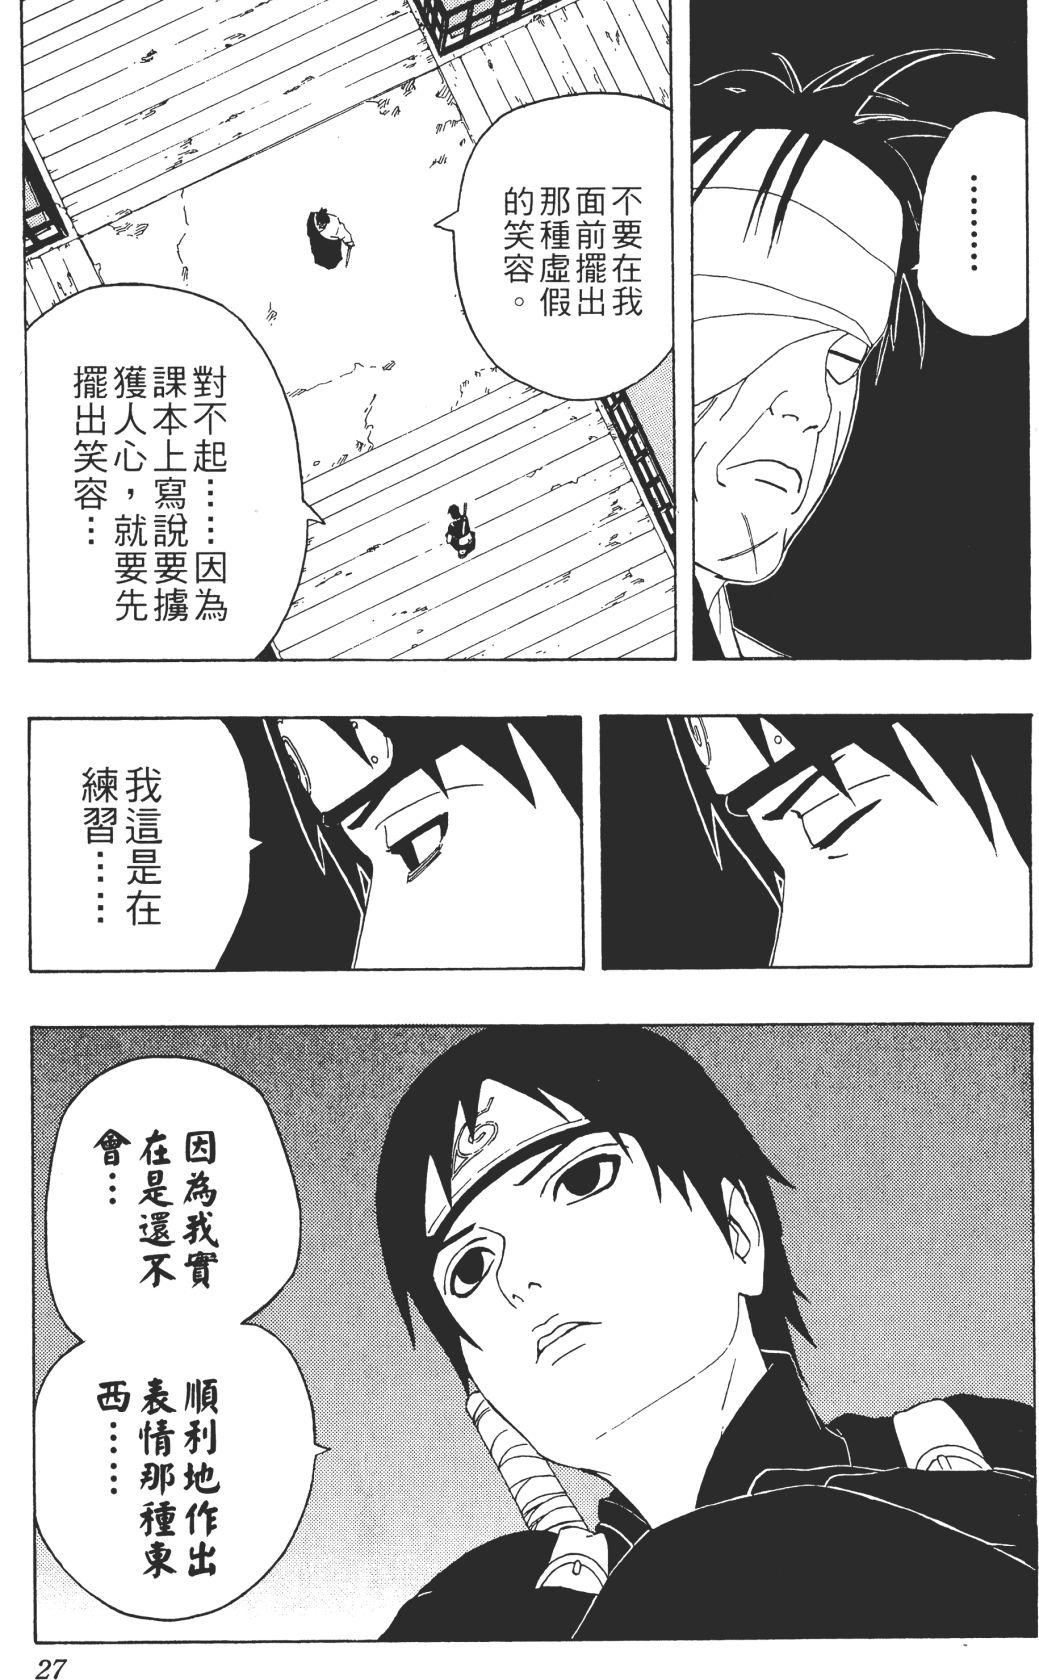 ………
不要在我
面前擺出
那種虛假
的笑容。
對不起……因為
課本上寫說要擄
獲人心，就要先
擺出笑容…
我這是在
練習……
因為我實
在是還不
會…
順利地作出
表情那種東
西……
27